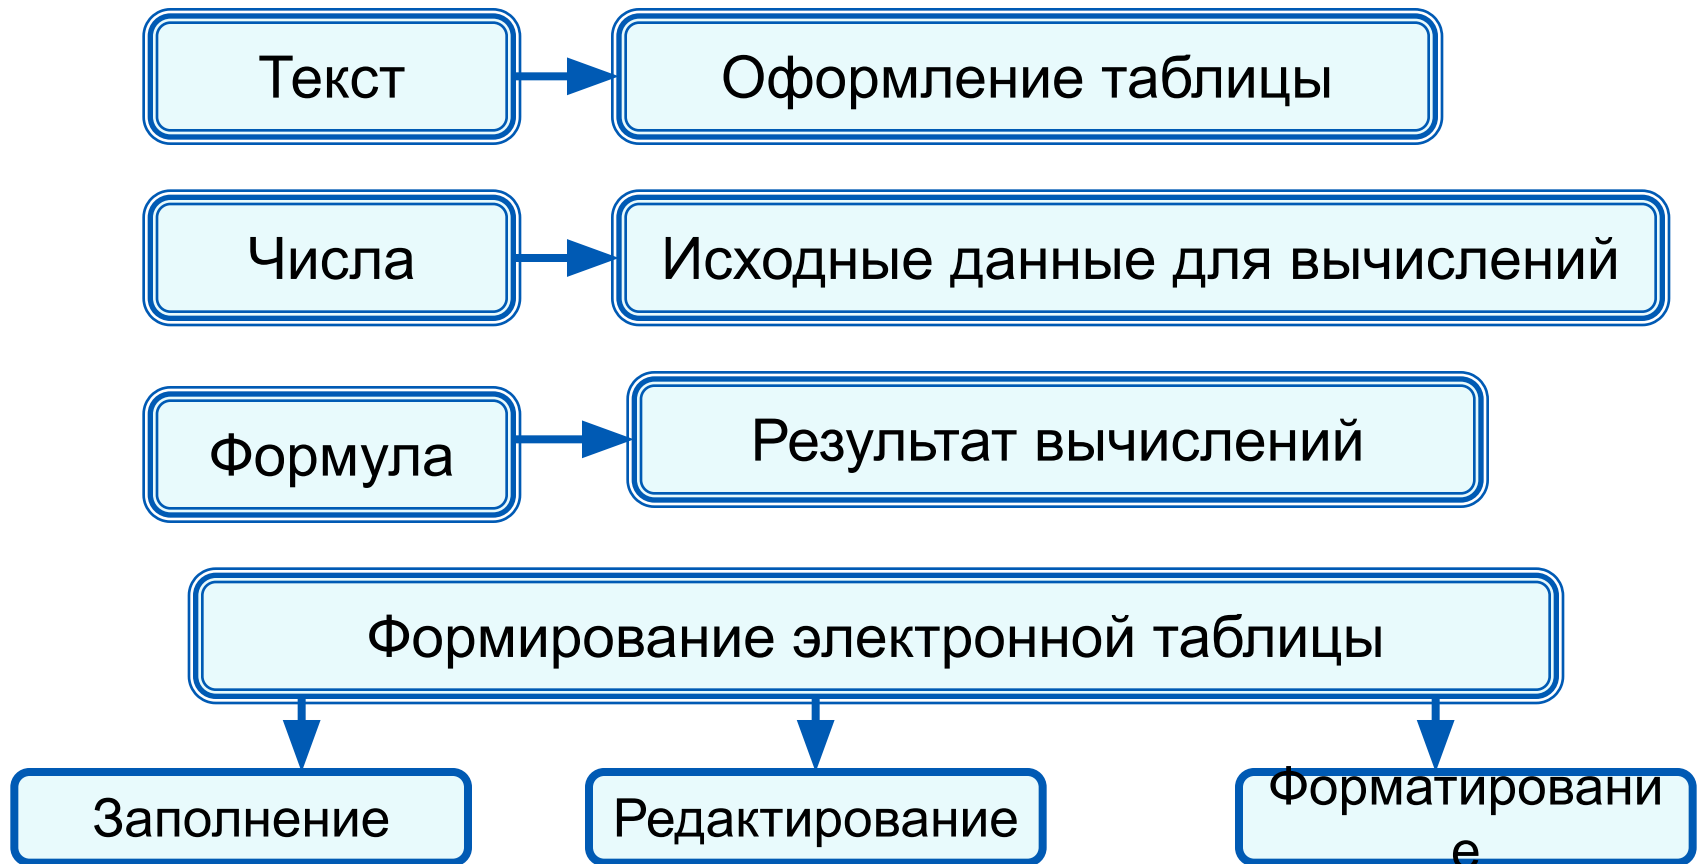 Текст
Оформление таблицы
Числа
Исходные данные для вычислений
Формула
Результат вычислений
Формирование электронной таблицы
Заполнение
Редактирование
Форматировани
е